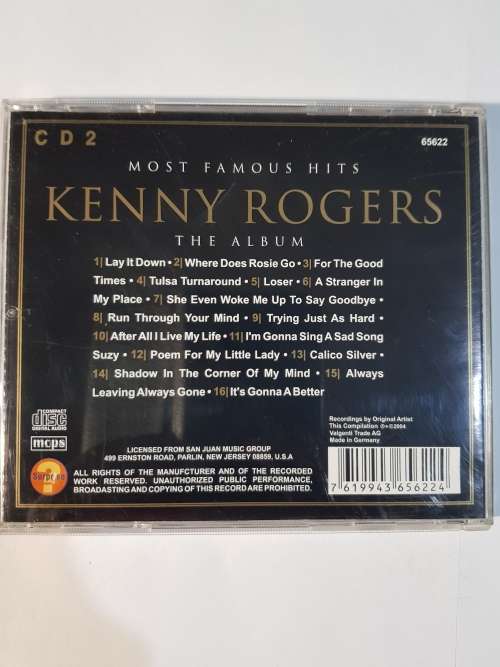 CD2
65622
MOST FAMOUS HITS
KENNY ROGERS
THE ALBUM
1| Lay It Down • 2| Where Does Rosie Go • 3| For The Good
Times • 4| Tulsa Turnaround • 5| Loser • 6| A Stranger In
My Place • 7| She Even Woke Me Up To Say Goodbye •
8| Run Through Your Mind • 9| Trying Just As Hard •
10| After All I Live My Life • 11| I'm Gonna Sing A Sad Song
Suzy • 12| Poem For My Little Lady • 13| Calico Silver •
14| Shadow In The Corner Of My Mind • 15| Always
Leaving Always Gone • 16| It's Gonna A Better
COMPACT
disc
DIGITAL AUDIO
mcps
LICENSED FROM SAN JUAN MUSIC GROUP
499 ERNSTON ROAD, PARLIN, NEW JERSEY 08859, U.S.A
Recordings by Original Artist
This Compilation ℗+©2004
Valgenti Trade AG
Made in Germany
Surprise
?
ALL RIGHTS OF THE MANUFCTURER AND OF THE RECORDED
WORK RESERVED. UNAUTHORIZED PUBLIC PERFORMANCE,
BROADASTING AND COPYING OF THIS RECORD ARE PROHIBITED.
7 619943 656224